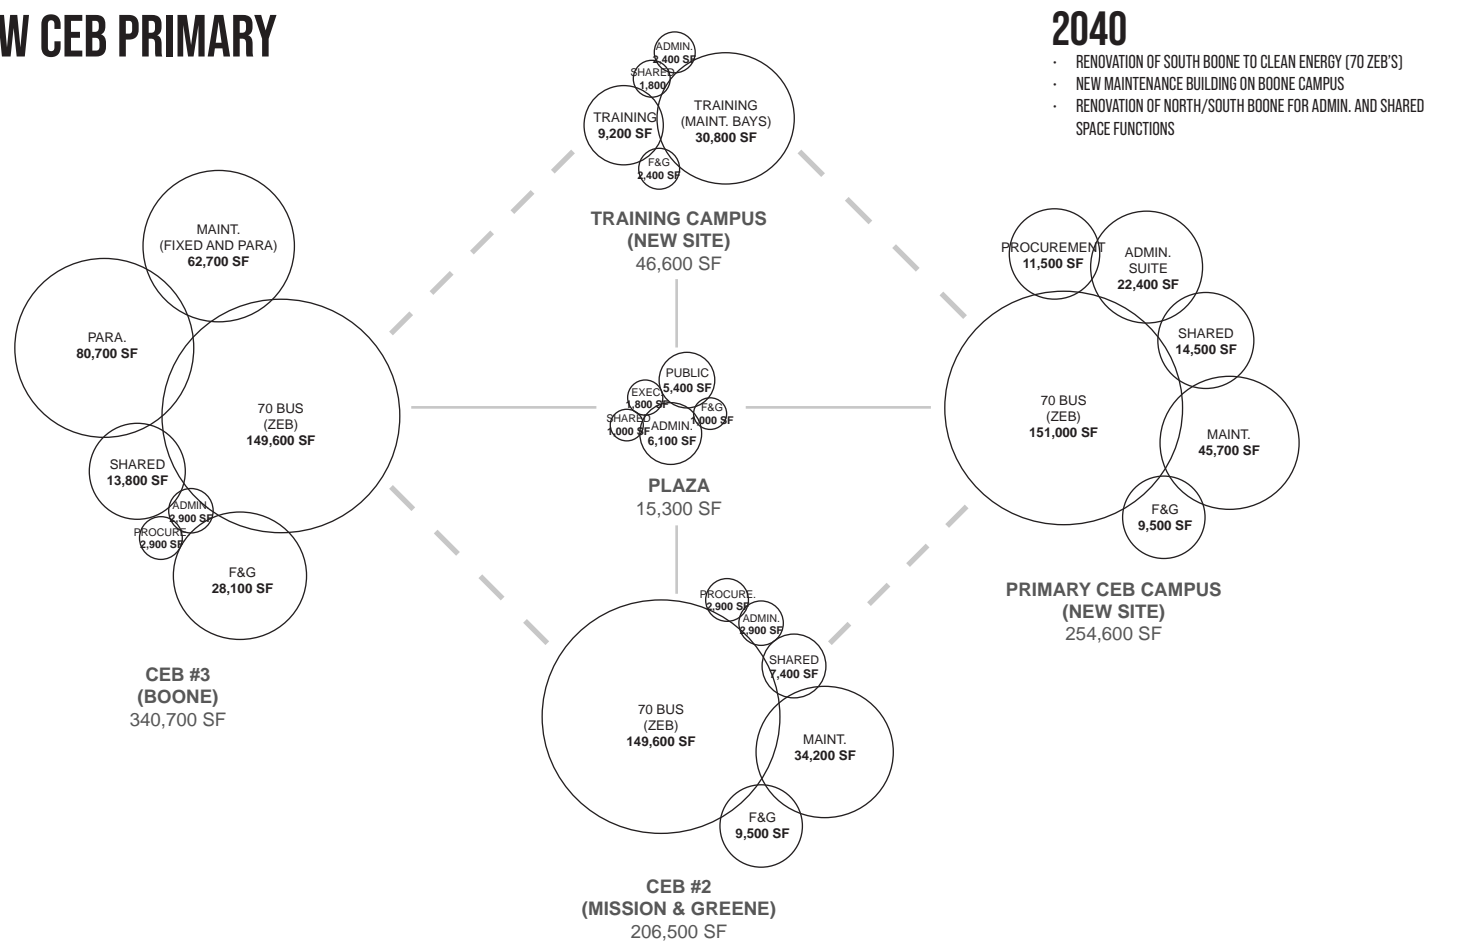 W CEB PRIMARY
2040
· RENOVATION OF SOUTH BOONE TO CLEAN ENERGY (70 ZEB'S)
· NEW MAINTENANCE BUILDING ON BOONE CAMPUS
· RENOVATION OF NORTH/SOUTH BOONE FOR ADMIN. AND SHARED
SPACE FUNCTIONS
ADMIN.
2,400 SF
SHARED
1,800
TRAINING
9,200 SF
TRAINING
(MAINT. BAYS)
30,800 SF
F&G
2,400 SF
TRAINING CAMPUS
(NEW SITE)
46,600 SF
MAINT.
(FIXED AND PARA)
62,700 SF
PARA.
80,700 SF
70 BUS
(ZEB)
149,600 SF
SHARED
13,800 SF
ADMIN.
2,900 SF
PROCURE.
2,900 SF
F&G
28,100 SF
CEB #3
(BOONE)
340,700 SF
PUBLIC
5,400 SF
EXEC.
1,800 SF
F&G
1,000 SF
SHARED
1,000 SF
ADMIN.
6,100 SF
PLAZA
15,300 SF
PROCUREMENT
11,500 SF
ADMIN.
SUITE
22,400 SF
SHARED
14,500 SF
70 BUS
(ZEB)
151,000 SF
MAINT.
45,700 SF
F&G
9,500 SF
PRIMARY CEB CAMPUS
(NEW SITE)
254,600 SF
PROCURE.
2,900 SF
ADMIN.
2,900 SF
SHARED
7,400 SF
70 BUS
(ZEB)
149,600 SF
MAINT.
34,200 SF
F&G
9,500 SF
CEB #2
(MISSION & GREENE)
206,500 SF